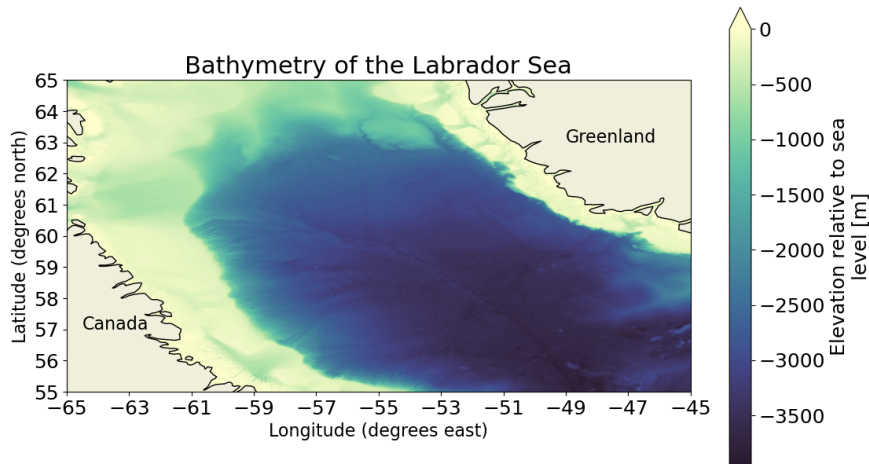 Bathymetry of the Labrador Sea
Latitude (degrees north)
65
64
63
62
61
60
59
58
57
56
55
Greenland
Canada
−65 −63 −61 −59 −57 −55 −53 −51 −49 −47 −45
Longitude (degrees east)
0
−500
−1000
−1500
−2000
−2500
−3000
−3500
Elevation relative to sea
level [m]